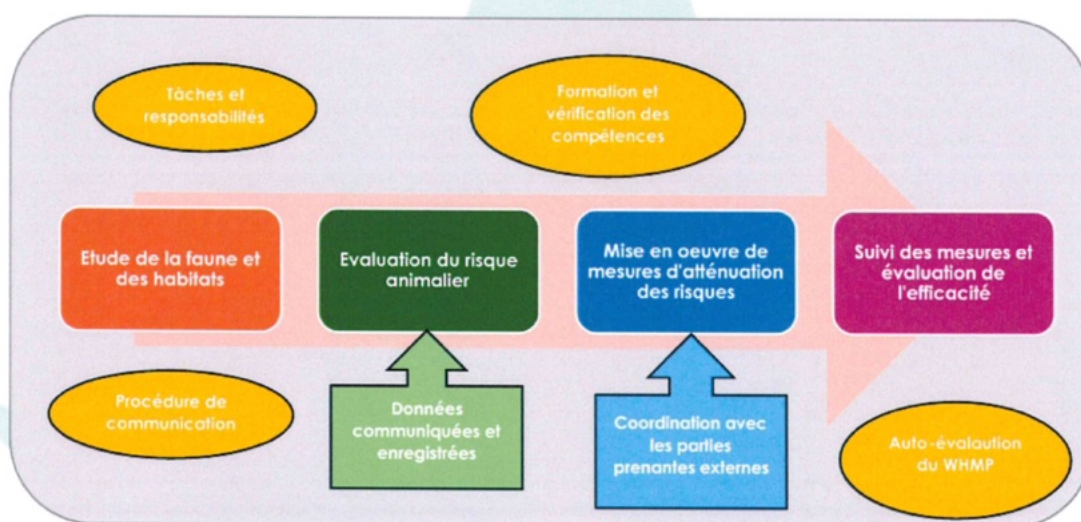 Tâches et
responsabilités
Formation et
vérification des
compétences
Etude de la faune et
des habitats
Evaluation du risque
animalier
Mise en oeuvre de
mesures d'atténuation
des risques
Suivi des mesures et
évaluation de
l'efficacité
Procédure de
communication
Données
communiquées et
enregistrées
Coordination avec
les parties
prenantes externes
Auto-évalaution
du WHMP